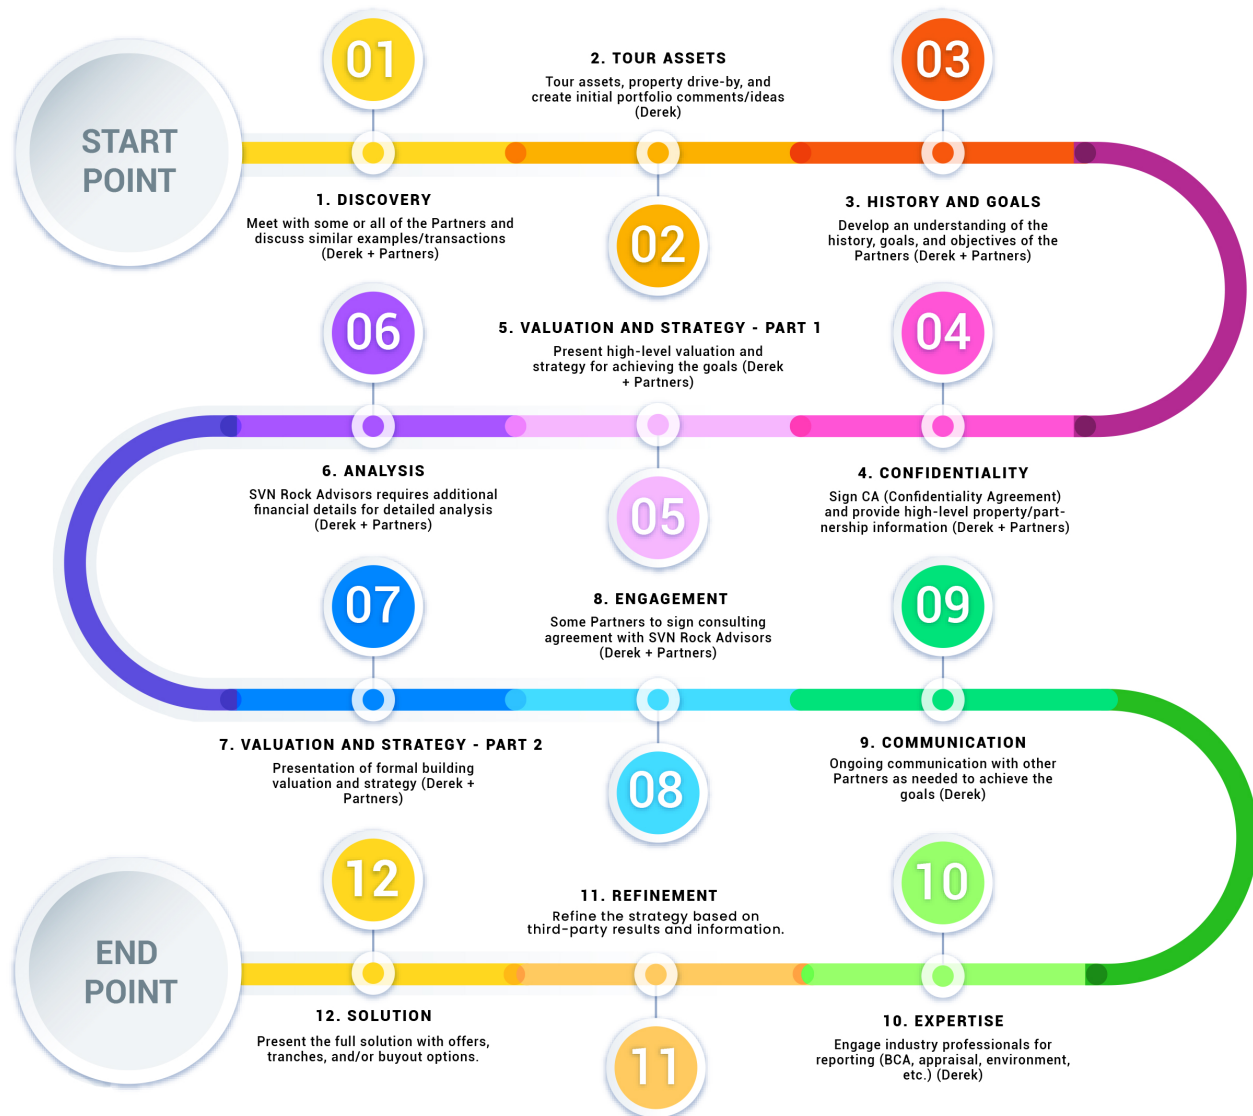 START
POINT
01
1. DISCOVERY
Meet with some or all of the Partners and
discuss similar examples/transactions
(Derek + Partners)
2. TOUR ASSETS
Tour assets, property drive-by, and
create initial portfolio comments/ideas
(Derek)
02
03
3. HISTORY AND GOALS
Develop an understanding of the
history, goals, and objectives of the
Partners (Derek + Partners)
04
4. CONFIDENTIALITY
Sign CA (Confidentiality Agreement)
and provide high-level property/part-
nership information (Derek + Partners)
5. VALUATION AND STRATEGY - PART 1
Present high-level valuation and
strategy for achieving the goals (Derek
+ Partners)
05
06
6. ANALYSIS
SVN Rock Advisors requires additional
financial details for detailed analysis
(Derek + Partners)
07
7. VALUATION AND STRATEGY - PART 2
Presentation of formal building
valuation and strategy (Derek +
Partners)
8. ENGAGEMENT
Some Partners to sign consulting
agreement with SVN Rock Advisors
(Derek + Partners)
08
09
9. COMMUNICATION
Ongoing communication with other
Partners as needed to achieve the
goals (Derek)
10
10. EXPERTISE
Engage industry professionals for
reporting (BCA, appraisal, environment,
etc.) (Derek)
11. REFINEMENT
Refine the strategy based on
third-party results and information.
11
12
12. SOLUTION
Present the full solution with offers,
tranches, and/or buyout options.
END
POINT